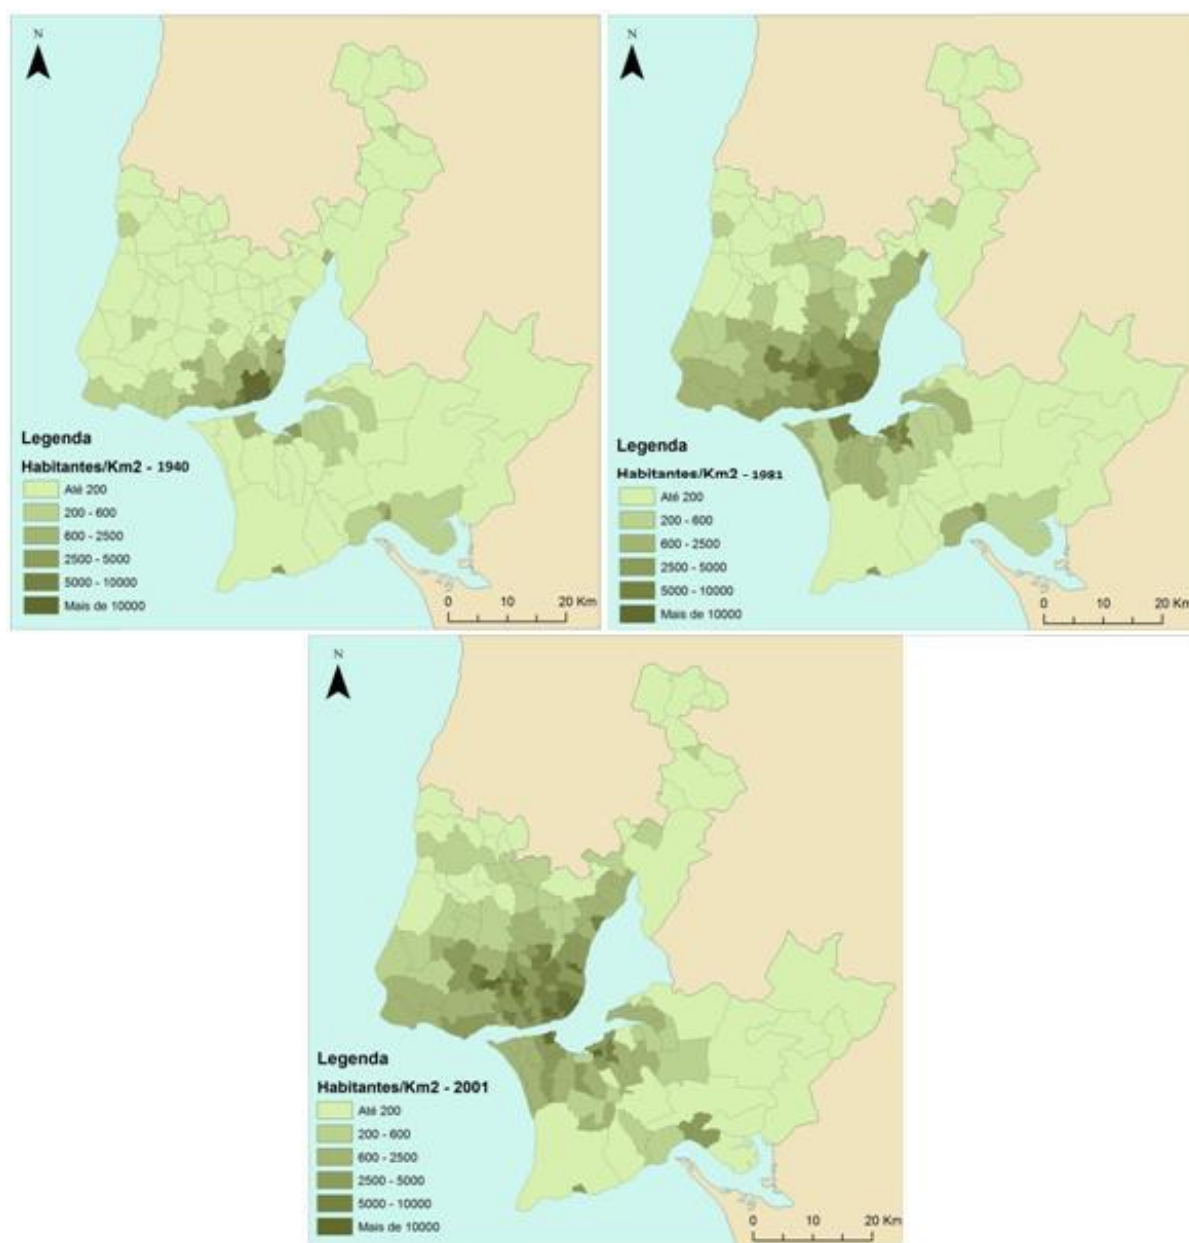 N
Legenda
Habitantes/Km2 - 1940
Até 200
200 - 600
600 - 2500
2500 - 5000
5000 - 10000
Mais de 10000
0 10 20 Km
N
Legenda
Habitantes/Km2 - 1981
Até 200
200 - 600
600 - 2500
2500 - 5000
5000 - 10000
Mais de 10000
0 10 20 Km
N
Legenda
Habitantes/Km2 - 2001
Até 200
200 - 600
600 - 2500
2500 - 5000
5000 - 10000
Mais de 10000
0 10 20 Km